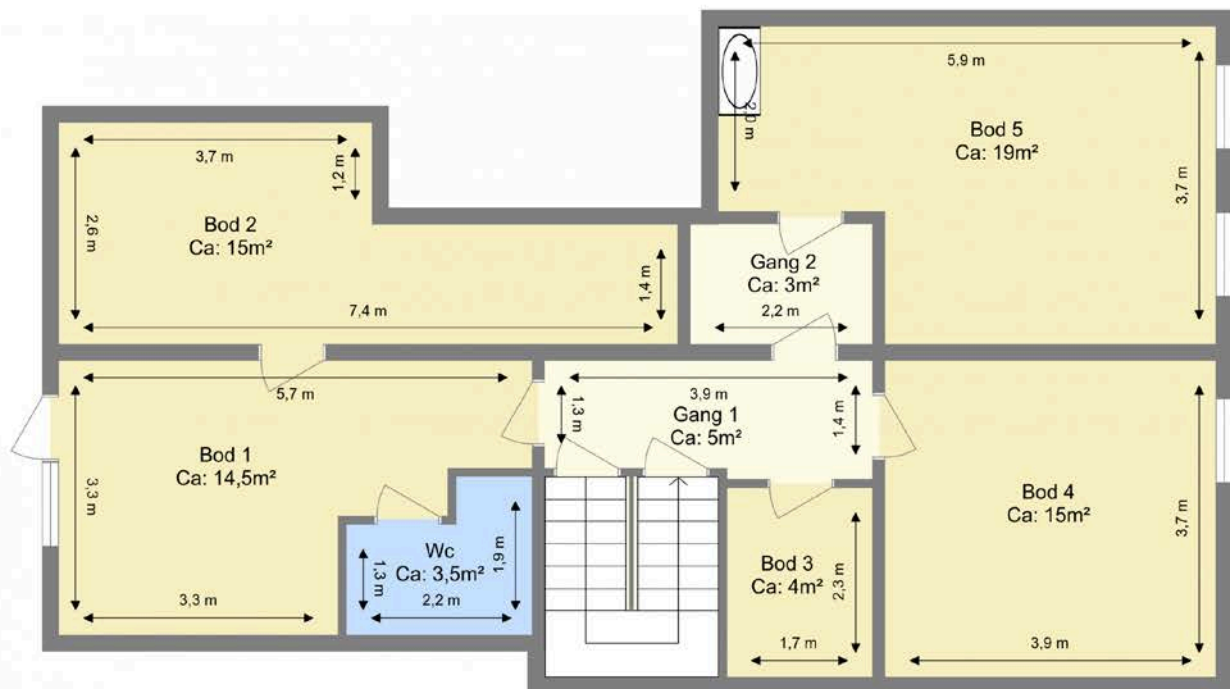 5,9 m
2,0 m
Bod 5
Ca: 19m²
3,7 m
3,7 m
1,2 m
2,6 m
Bod 2
Ca: 15m²
1,4 m
7,4 m
Gang 2
Ca: 3m²
2,2 m
5,7 m
3,9 m
1,3 m
Gang 1
Ca: 5m²
1,4 m
Bod 1
Ca: 14,5m²
3,3 m
3,3 m
Wc
Ca: 3,5m²
1,3 m
1,9 m
2,2 m
Bod 3
Ca: 4m²
2,3 m
1,7 m
Bod 4
Ca: 15m²
3,7 m
3,9 m